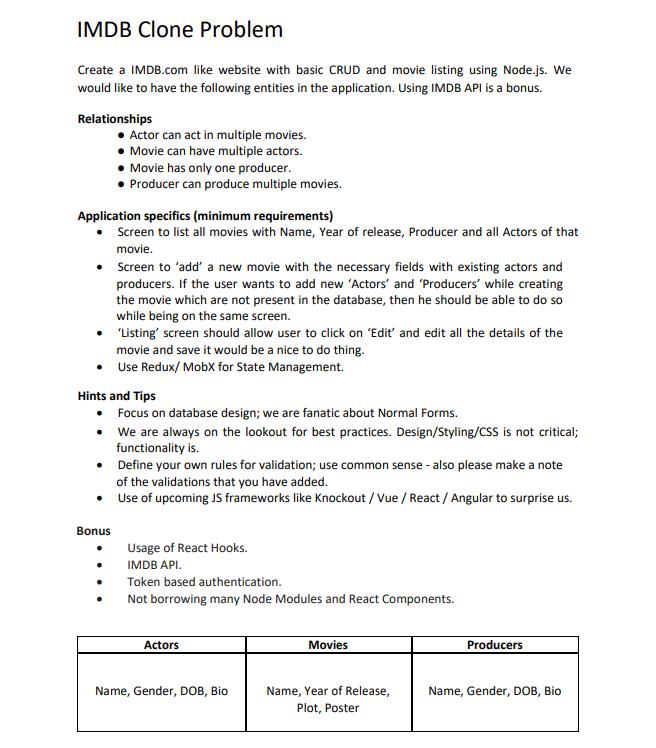 IMDB Clone Problem
Create a IMDB.com like website with basic CRUD and movie listing using Node.js. We
would like to have the following entities in the application. Using IMDB API is a bonus.
Relationships
● Actor can act in multiple movies.
● Movie can have multiple actors.
● Movie has only one producer.
● Producer can produce multiple movies.
Application specifics (minimum requirements)
• Screen to list all movies with Name, Year of release, Producer and all Actors of that
movie.
• Screen to ‘add’ a new movie with the necessary fields with existing actors and
producers. If the user wants to add new ‘Actors’ and ‘Producers’ while creating
the movie which are not present in the database, then he should be able to do so
while being on the same screen.
• ‘Listing’ screen should allow user to click on ‘Edit’ and edit all the details of the
movie and save it would be a nice to do thing.
• Use Redux/ MobX for State Management.
Hints and Tips
• Focus on database design; we are fanatic about Normal Forms.
• We are always on the lookout for best practices. Design/Styling/CSS is not critical;
functionality is.
• Define your own rules for validation; use common sense - also please make a note
of the validations that you have added.
• Use of upcoming JS frameworks like Knockout / Vue / React / Angular to surprise us.
Bonus
• Usage of React Hooks.
• IMDB API.
• Token based authentication.
• Not borrowing many Node Modules and React Components.
Actors Movies Producers
Name, Gender, DOB, Bio Name, Year of Release, Name, Gender, DOB, Bio
Plot, Poster